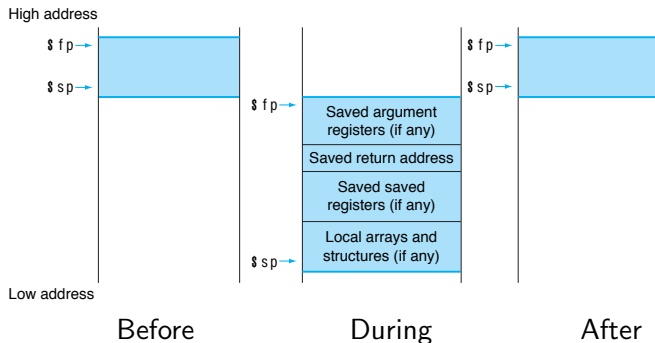 High address
$fp
$sp
$fp
Saved argument
registers (if any)
Saved return address
Saved saved
registers (if any)
Local arrays and
structures (if any)
$sp
$fp
$sp
Low address
Before
During
After